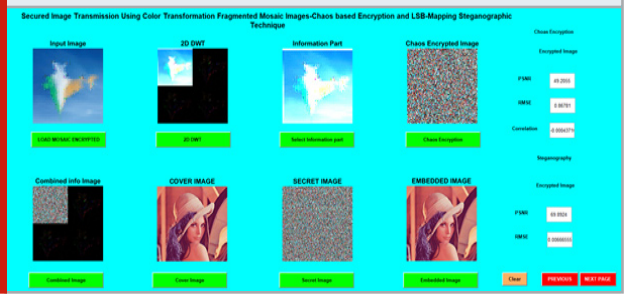 Secured Image Transmission Using Color Transformation Fragmented Mosaic Images-Chaos based Encryption and LSB-Mapping Steganographic
Technique
Chaos Encryption
Input Image
2D DWT
Information Part
Chaos Encrypted Image
Encrypted Image
PSNR
RMSE
Correlation
LOAD MOSAIC ENCRYPTED
2D DWT
Select Information part
Chaos Encryption
Steganography
Combined info Image
COVER IMAGE
SECRET IMAGE
EMBEDDED IMAGE
Encrypted Image
PSNR
RMSE
Combined Image
Cover Image
Secret Image
Embedded Image
Clear
PREVIOUS
NEXT PAGE